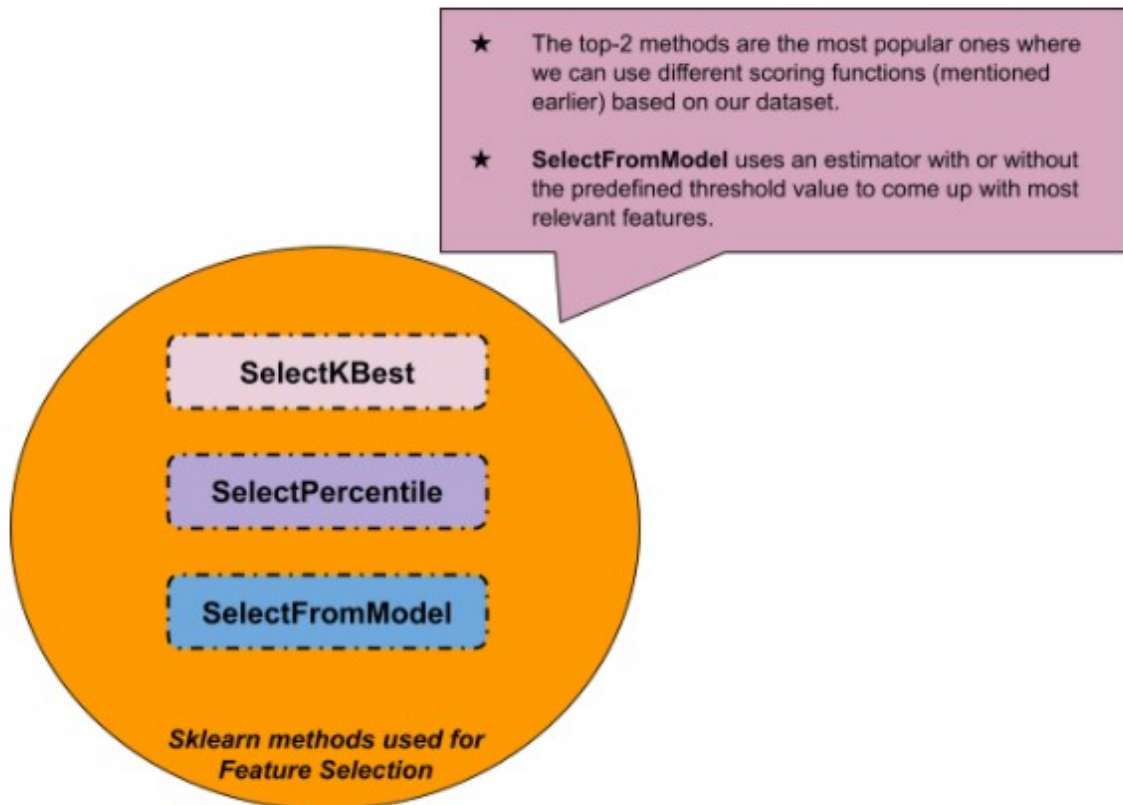 ★ The top-2 methods are the most popular ones where
we can use different scoring functions (mentioned
earlier) based on our dataset.
★ SelectFromModel uses an estimator with or without
the predefined threshold value to come up with most
relevant features.
SelectKBest
SelectPercentile
SelectFromModel
Sklearn methods used for
Feature Selection